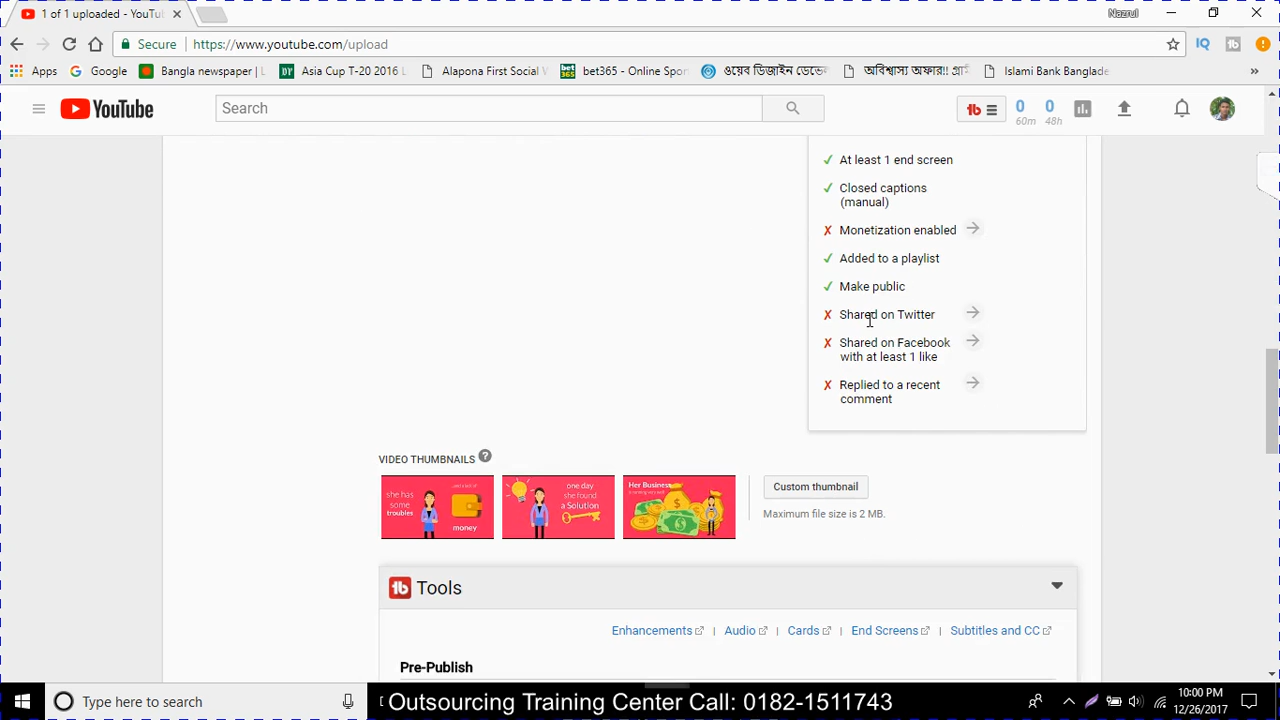 1 of 1 uploaded - YouTu
Nazrul
Secure
https://www.youtube.com/upload
Apps
Google
Bangla newspaper | L
Asia Cup T-20 2016 L
Alapona First Social W
bet365 - Online Spor
ওয়েব ডিজাইন ডেভে
অবিশ্বাস্য অফার!! গ্রা
Islami Bank Banglade
YouTube
Search
0 60m
0 48h
At least 1 end screen
Closed captions
(manual)
Monetization enabled
Added to a playlist
Make public
Shared on Twitter
Shared on Facebook
with at least 1 like
Replied to a recent
comment
VIDEO THUMBNAILS
she has
some
troubles
money
one day
she found
a Solution
Her Business
Custom thumbnail
Maximum file size is 2 MB.
Tools
Enhancements | Audio | Cards | End Screens | Subtitles and CC
Pre-Publish
Type here to search
Outsourcing Training Center Call: 0182-1511743
10:00 PM
12/26/2017